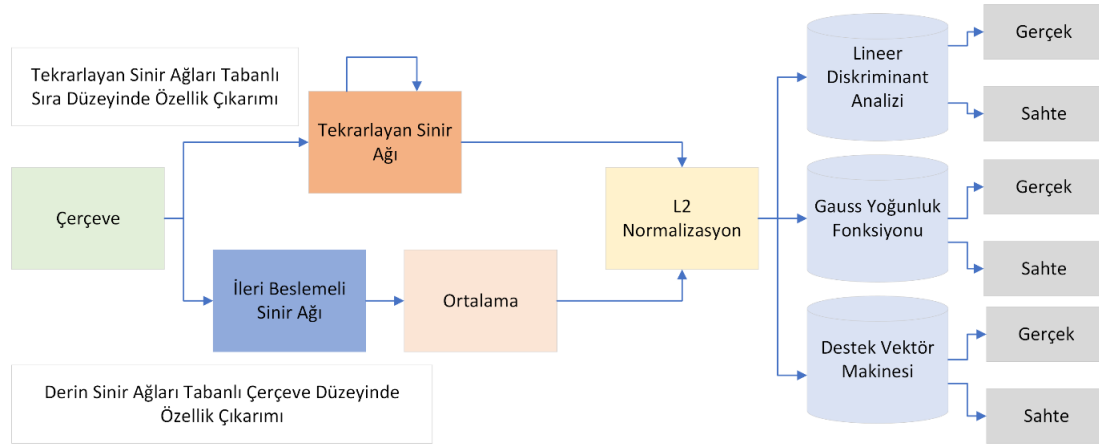 Tekrarlayan Sinir Ağları Tabanlı
Sıra Düzeyinde Özellik Çıkarımı
Çerçeve
Tekrarlayan Sinir
Ağı
İleri Beslemeli
Sinir Ağı
Ortalama
Derin Sinir Ağları Tabanlı Çerçeve Düzeyinde
Özellik Çıkarımı
L2
Normalizasyon
Lineer
Diskriminant
Analizi
Gerçek
Sahte
Gauss Yoğunluk
Fonksiyonu
Gerçek
Sahte
Destek Vektör
Makinesi
Gerçek
Sahte